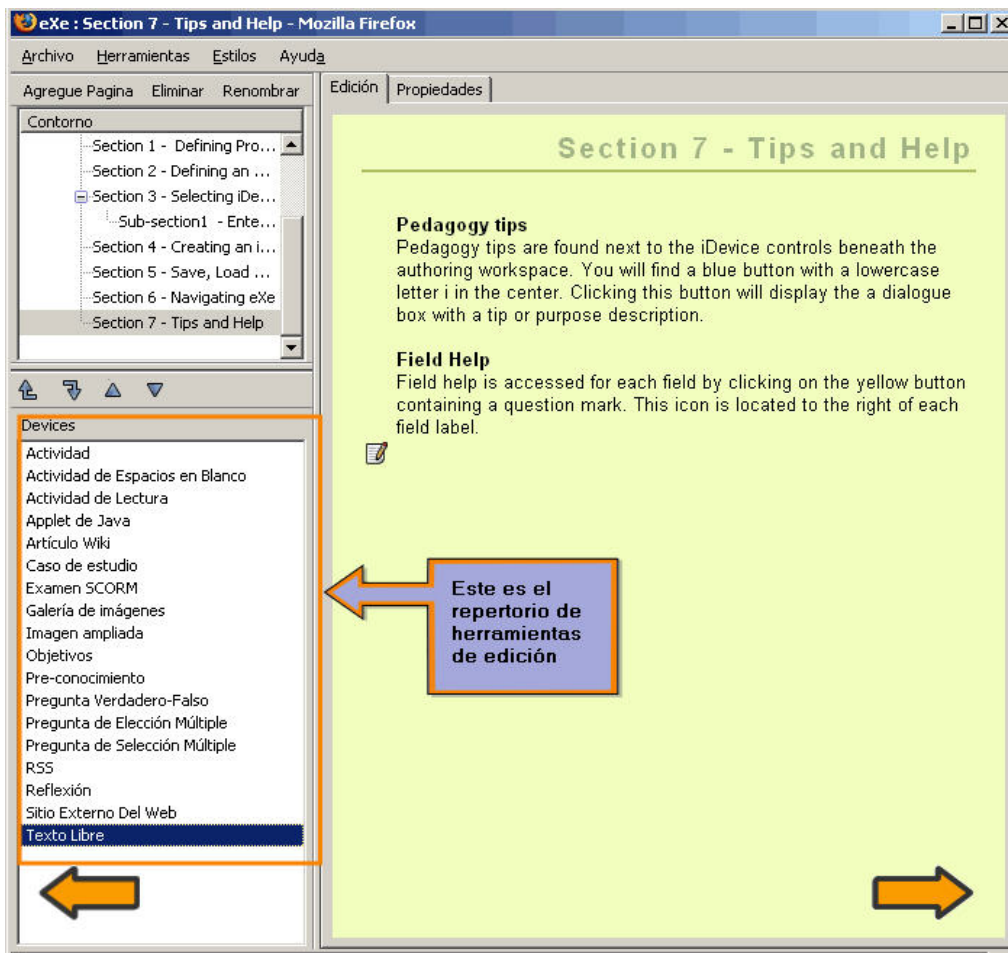 eXe : Section 7 - Tips and Help - Mozilla Firefox
Archivo Herramientas Estilos Ayuda
Agregue Pagina Eliminar Renombrar
Contorno
Section 1 - Defining Pro...
Section 2 - Defining an ...
Section 3 - Selecting iDe...
Sub-section1 - Ente...
Section 4 - Creating an i...
Section 5 - Save, Load ...
Section 6 - Navigating eXe
Section 7 - Tips and Help
Devices
Actividad
Actividad de Espacios en Blanco
Actividad de Lectura
Applet de Java
Artículo Wiki
Caso de estudio
Examen SCORM
Galería de imágenes
Imagen ampliada
Objetivos
Pre-conocimiento
Pregunta Verdadero-Falso
Pregunta de Elección Múltiple
Pregunta de Selección Múltiple
RSS
Reflexión
Sitio Externo Del Web
Texto Libre
Edición Propiedades
Section 7 - Tips and Help
Pedagogy tips
Pedagogy tips are found next to the iDevice controls beneath the
authoring workspace. You will find a blue button with a lowercase
letter i in the center. Clicking this button will display the a dialogue
box with a tip or purpose description.
Field Help
Field help is accessed for each field by clicking on the yellow button
containing a question mark. This icon is located to the right of each
field label.
Este es el
repertorio de
herramientas
de edición